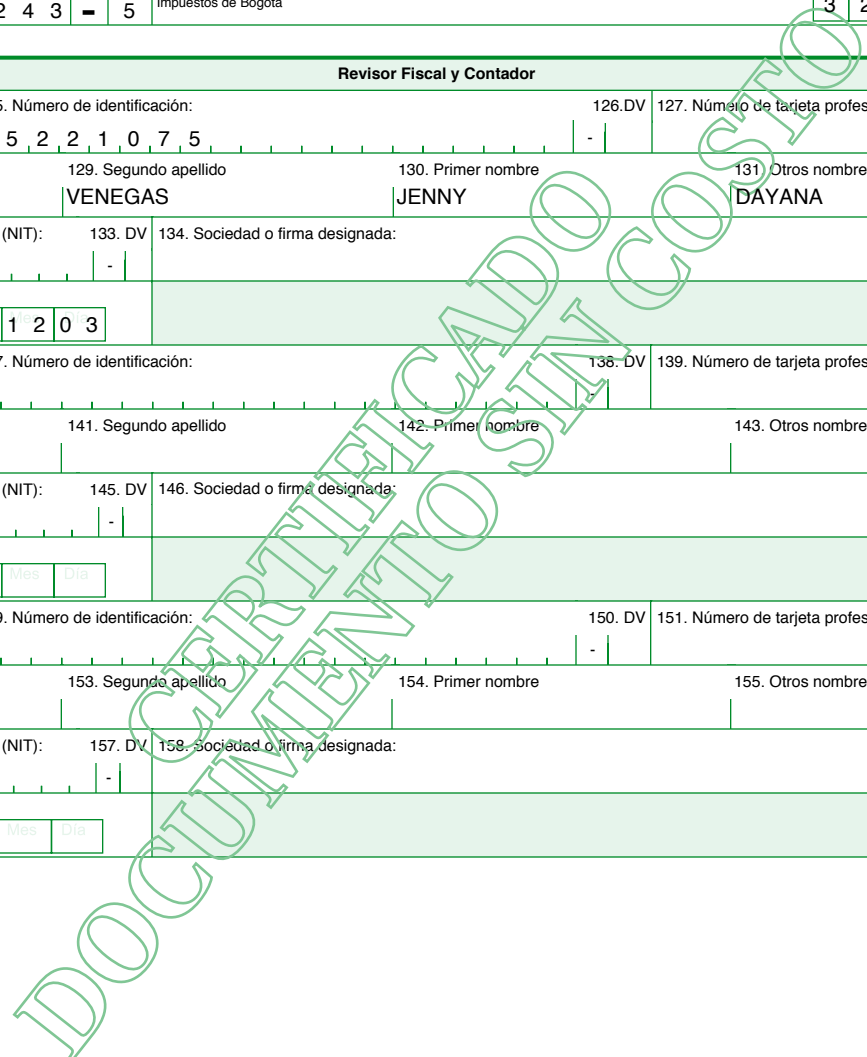 2 4 3 - 5 Impuestos de Bogotá 3 2
Revisor Fiscal y Contador
5. Número de identificación: 126.DV 127. Número de tarjeta profes
5 2 2 1 0 7 5 -
129. Segundo apellido 130. Primer nombre 131. Otros nombre
VENEGAS JENNY DAYANA
(NIT): 133. DV 134. Sociedad o firma designada:
-
Mes Día
1 2 0 3
7. Número de identificación: 138. DV 139. Número de tarjeta profes
-
141. Segundo apellido 142. Primer nombre 143. Otros nombre
(NIT): 145. DV 146. Sociedad o firma designada:
-
Mes Día
9. Número de identificación: 150. DV 151. Número de tarjeta profes
-
153. Segundo apellido 154. Primer nombre 155. Otros nombre
(NIT): 157. DV 158. Sociedad o firma designada:
-
Mes Día
CERTIFICADO
DOCUMENTO SIN COSTO